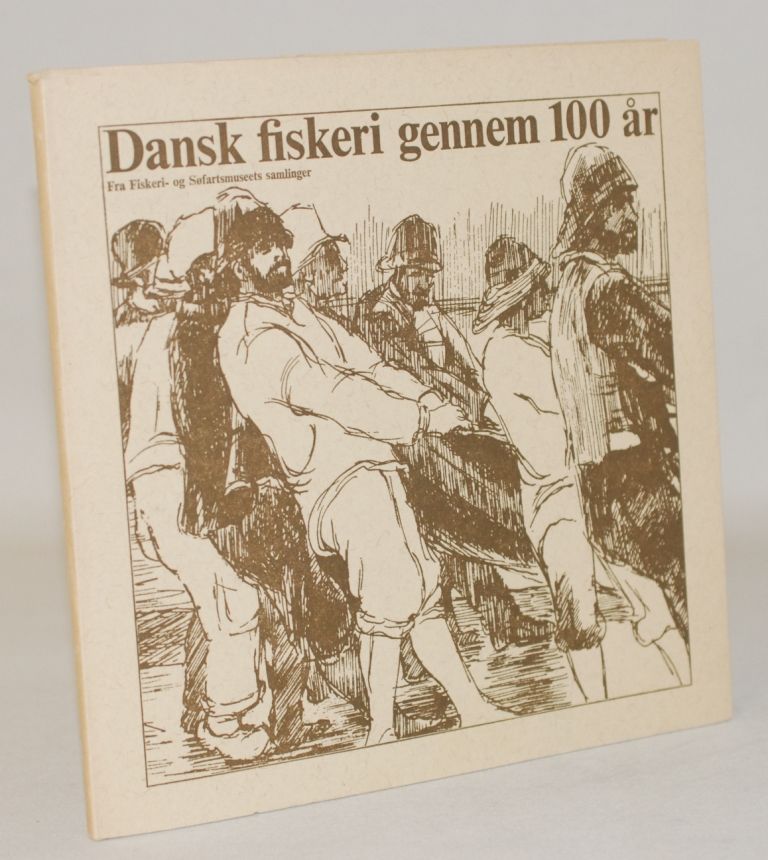 Dansk fiskeri gennem 100 år
Fra Fiskeri- og Søfartsmuseets samlinger